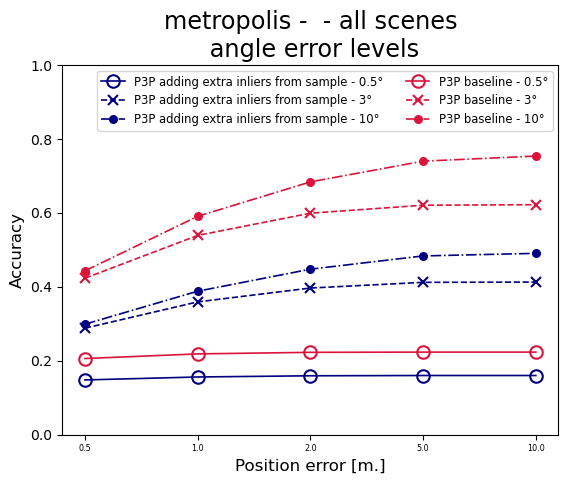 metropolis -  - all scenes
angle error levels
P3P adding extra inliers from sample - 0.5°
P3P adding extra inliers from sample - 3°
P3P adding extra inliers from sample - 10°
P3P baseline - 0.5°
P3P baseline - 3°
P3P baseline - 10°
Accuracy
1.0
0.8
0.6
0.4
0.2
0.0
0.5 1.0 2.0 5.0 10.0
Position error [m.]